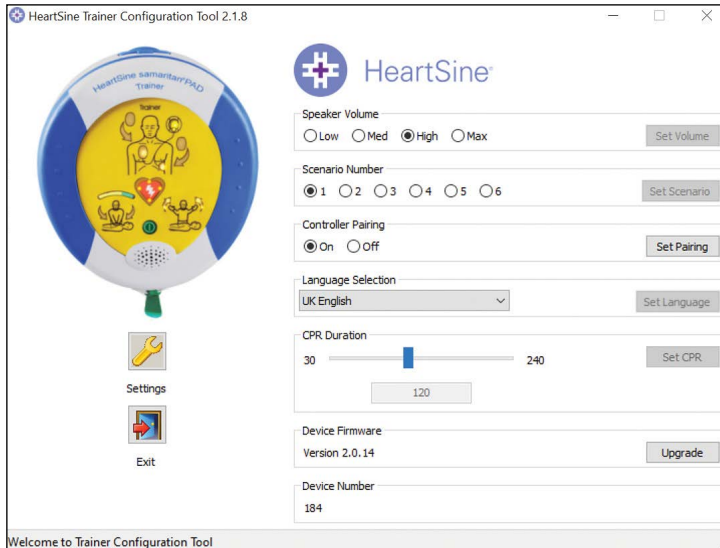 HeartSine Trainer Configuration Tool 2.1.8
HeartSine samaritan PAD
Trainer
Trainer
Settings
Exit
HeartSine
Speaker Volume
Low Med High Max Set Volume
Scenario Number
1 2 3 4 5 6 Set Scenario
Controller Pairing
On Off Set Pairing
Language Selection
UK English Set Language
CPR Duration
30 240 Set CPR
120
Device Firmware
Version 2.0.14 Upgrade
Device Number
184
Welcome to Trainer Configuration Tool